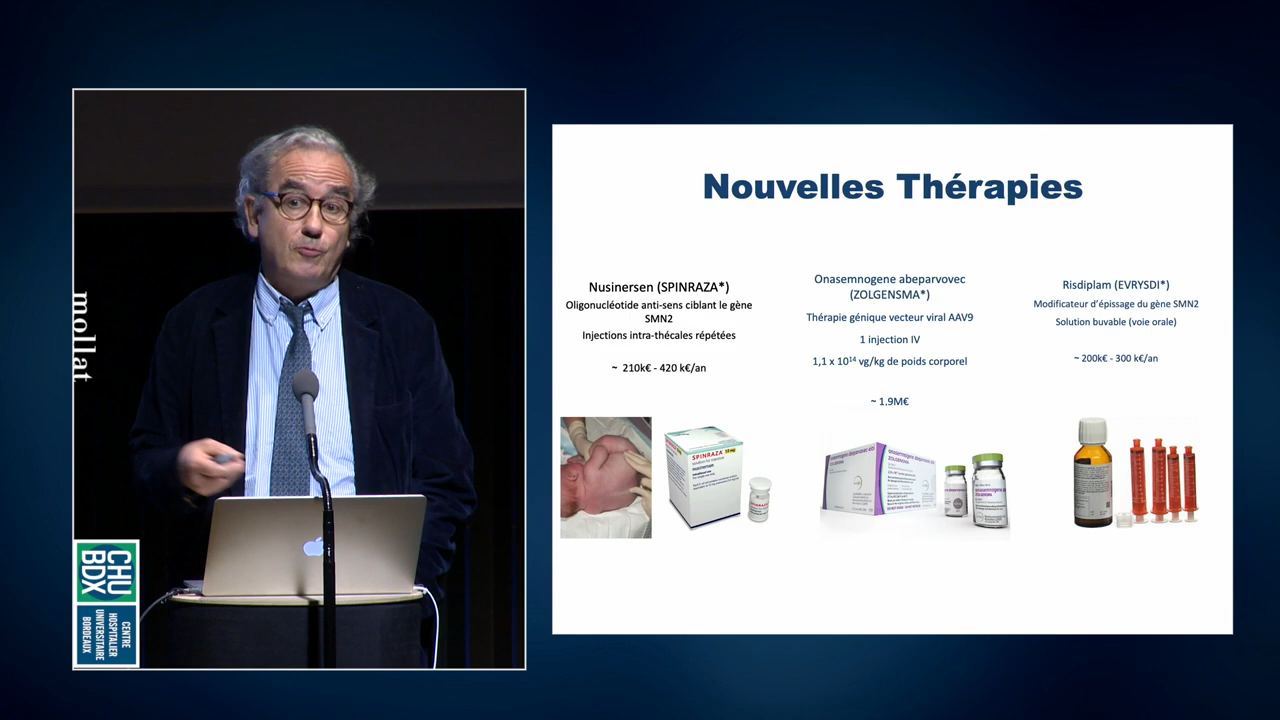 mollat
CHU
BDX
CENTRE
HOSPITALIER
UNIVERSITAIRE
BORDEAUX
Nouvelles Thérapies
Nusinersen (SPINRAZA*)
Oligonucléotide anti-sens ciblant le gène
SMN2
Injections intra-thécales répétées
~ 210k€ - 420 k€/an
Onasemnogene abeparvovec
(ZOLGENSMA*)
Thérapie génique vecteur viral AAV9
1 injection IV
1,1 x 10¹⁴ vg/kg de poids corporel
~ 1.9M€
Risdiplam (EVRYSDI*)
Modificateur d'épissage du gène SMN2
Solution buvable (voie orale)
~ 200k€ - 300 k€/an
SPINRAZA
ZOLGENSMA